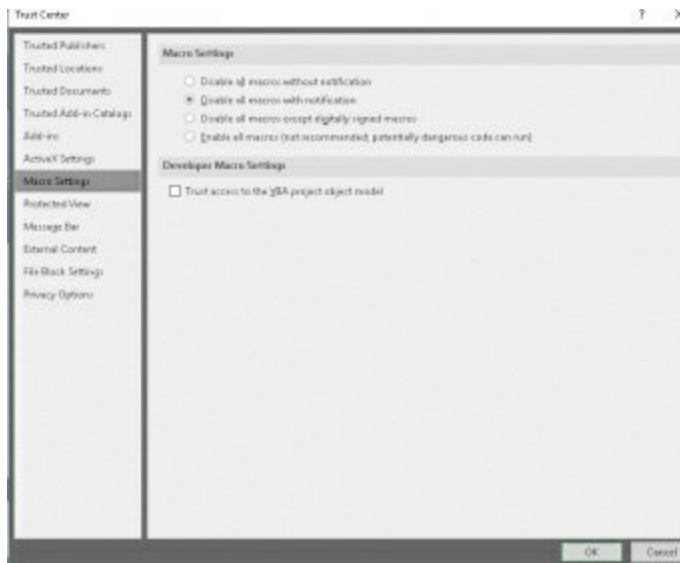 Trust Center
? X
Trusted Publishers
Trusted Locations
Trusted Documents
Trusted Add-in Catalogs
Add-ins
ActiveX Settings
Macro Settings
Protected View
Message Bar
External Content
File Block Settings
Privacy Options
Macro Settings
Disable all macros without notification
Disable all macros with notification
Disable all macros except digitally signed macros
Enable all macros (not recommended; potentially dangerous code can run)
Developer Macro Settings
Trust access to the VBA project object model
OK
Cancel